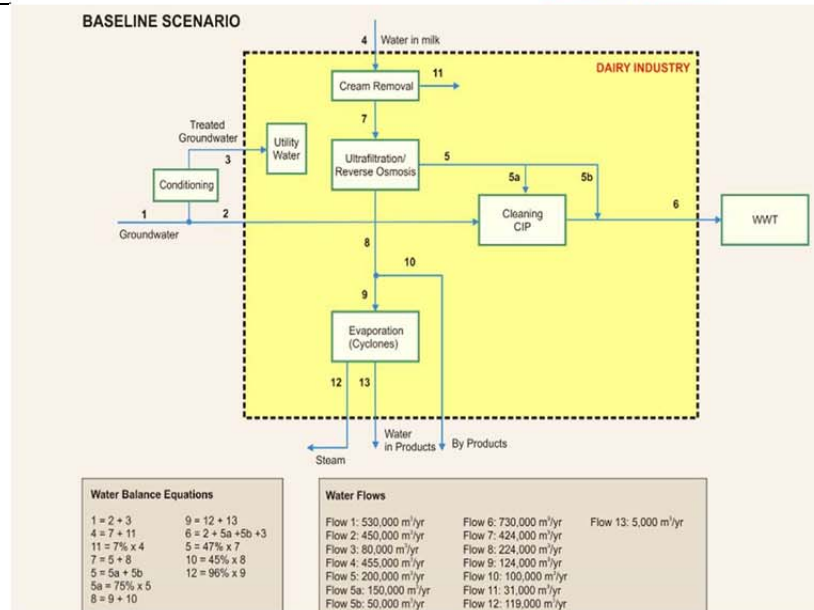 BASELINE SCENARIO
4 Water in milk
DAIRY INDUSTRY
Cream Removal
11
7
Treated
Groundwater
3
Utility
Water
Ultrafiltration/
Reverse Osmosis
5
5a
5b
Conditioning
1
2
Groundwater
Cleaning
CIP
6
WWT
8
10
9
Evaporation
(Cyclones)
12
13
Water
in Products
By Products
Steam
Water Balance Equations
1 = 2 + 3
4 = 7 + 11
11 = 7% x 4
7 = 5 + 8
5 = 5a + 5b
5a = 75% x 5
8 = 9 + 10
9 = 12 + 13
6 = 2 + 5a +5b +3
5 = 47% x 7
10 = 45% x 8
12 = 96% x 9
Water Flows
Flow 1: 530,000 m³/yr
Flow 2: 450,000 m³/yr
Flow 3: 80,000 m³/yr
Flow 4: 455,000 m³/yr
Flow 5: 200,000 m³/yr
Flow 5a: 150,000 m³/yr
Flow 5b: 50,000 m³/yr
Flow 6: 730,000 m³/yr
Flow 7: 424,000 m³/yr
Flow 8: 224,000 m³/yr
Flow 9: 124,000 m³/yr
Flow 10: 100,000 m³/yr
Flow 11: 31,000 m³/yr
Flow 12: 119,000 m³/yr
Flow 13: 5,000 m³/yr